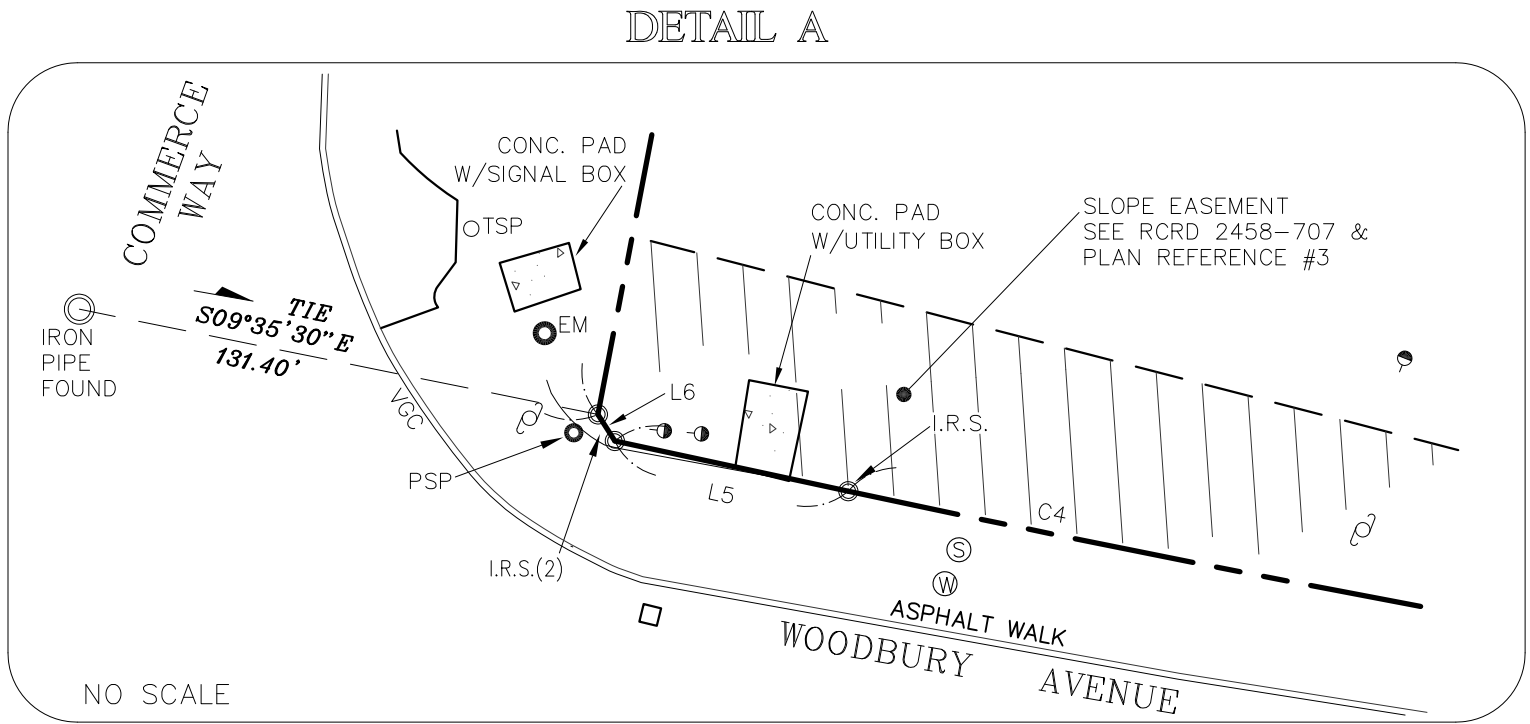 DETAIL A
COMMERCE
WAY
CONC. PAD
W/SIGNAL BOX
TSP
CONC. PAD
W/UTILITY BOX
SLOPE EASEMENT
SEE RCRD 2458-707 &
PLAN REFERENCE #3
IRON
PIPE
FOUND
TIE
S09°35'30"E
131.40'
EM
VGC
L6
I.R.S.
PSP
L5
C4
I.R.S.(2)
S
W
ASPHALT WALK
WOODBURY AVENUE
NO SCALE